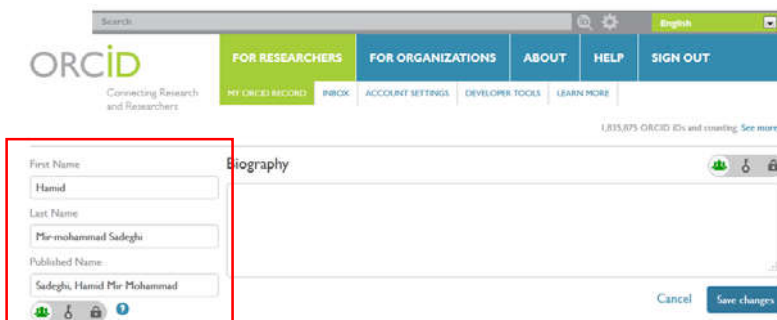 Search
English
ORCID
Connecting Research
and Researchers
FOR RESEARCHERS FOR ORGANIZATIONS ABOUT HELP SIGN OUT
MY ORCID RECORD INBOX ACCOUNT SETTINGS DEVELOPER TOOLS LEARN MORE
1,835,875 ORCID iDs and counting. See more
First Name
Hamid
Last Name
Mir-mohammad Sadeghi
Published Name
Sadeghi, Hamid Mir Mohammad
Biography
Cancel Save changes